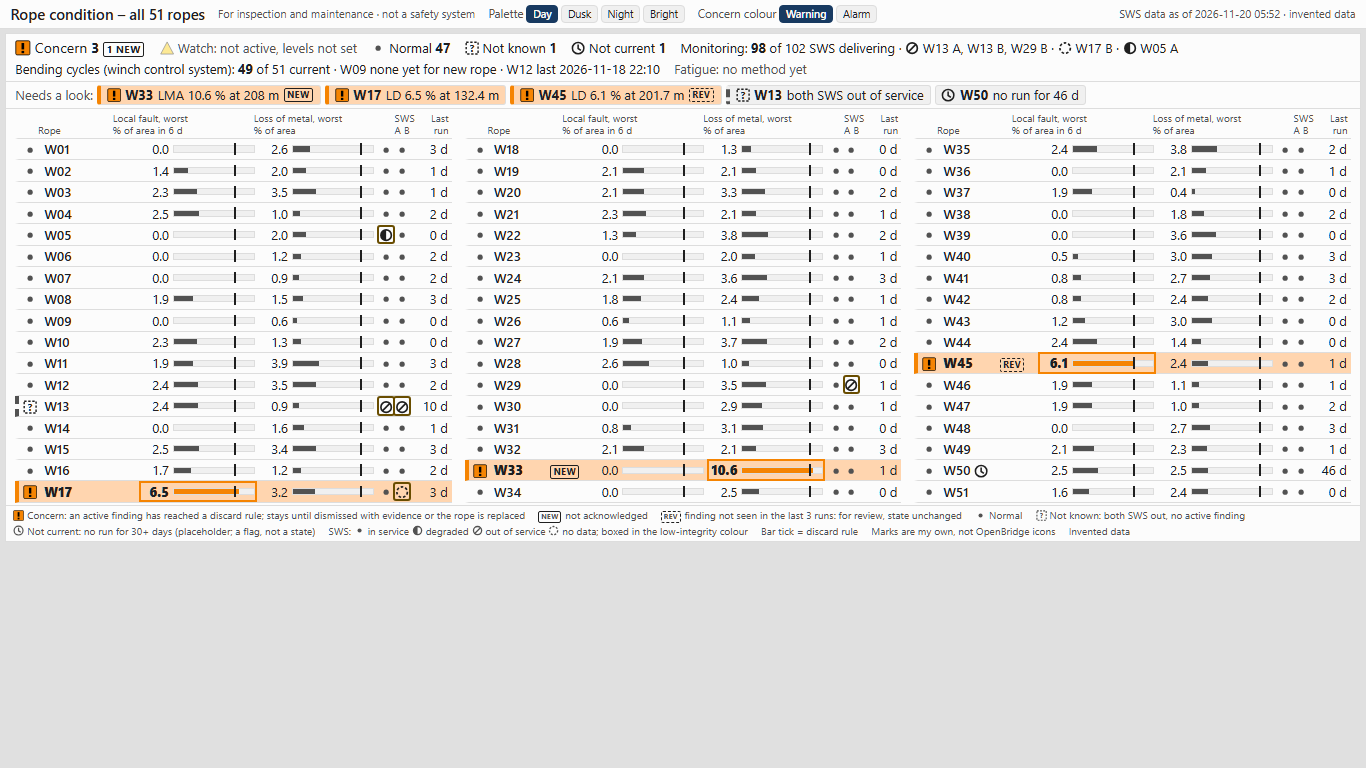 Rope condition – all 51 ropes For inspection and maintenance · not a safety system Palette Day Dusk Night Bright Concern colour Warning Alarm SWS data as of 2026-11-20 05:52 · invented data
Concern 3 1 NEW Watch: not active, levels not set Normal 47 Not known 1 Not current 1 Monitoring: 98 of 102 SWS delivering · W13 A, W13 B, W29 B · W17 B · W05 A
Bending cycles (winch control system): 49 of 51 current · W09 none yet for new rope · W12 last 2026-11-18 22:10 Fatigue: no method yet
Needs a look: W33 LMA 10.6 % at 208 m NEW W17 LD 6.5 % at 132.4 m W45 LD 6.1 % at 201.7 m REV W13 both SWS out of service W50 no run for 46 d
Rope Local fault, worst % of area in 6 d Loss of metal, worst % of area SWS A B Last run
W01 0.0 2.6 3 d
W02 1.4 2.0 1 d
W03 2.3 3.5 1 d
W04 2.5 1.0 2 d
W05 0.0 2.0 0 d
W06 0.0 1.2 2 d
W07 0.0 0.9 2 d
W08 1.9 1.5 3 d
W09 0.0 0.6 0 d
W10 2.3 1.3 0 d
W11 1.9 3.9 3 d
W12 2.4 3.5 2 d
W13 2.4 0.9 10 d
W14 0.0 1.6 1 d
W15 2.5 3.4 3 d
W16 1.7 1.2 2 d
W17 6.5 3.2 3 d
Rope Local fault, worst % of area in 6 d Loss of metal, worst % of area SWS A B Last run
W18 0.0 1.3 0 d
W19 2.1 2.1 0 d
W20 2.1 3.3 2 d
W21 2.3 2.1 1 d
W22 1.3 3.8 2 d
W23 0.0 2.0 1 d
W24 2.1 3.6 3 d
W25 1.8 2.4 1 d
W26 0.6 1.1 1 d
W27 1.9 3.7 2 d
W28 2.6 1.0 0 d
W29 0.0 3.5 1 d
W30 0.0 2.9 1 d
W31 0.8 3.1 0 d
W32 2.1 2.1 3 d
W33 NEW 0.0 10.6 1 d
W34 0.0 2.5 0 d
Rope Local fault, worst % of area in 6 d Loss of metal, worst % of area SWS A B Last run
W35 2.4 3.8 2 d
W36 0.0 2.1 1 d
W37 1.9 0.4 0 d
W38 0.0 1.8 2 d
W39 0.0 3.6 0 d
W40 0.5 3.0 3 d
W41 0.8 2.7 3 d
W42 0.8 2.4 2 d
W43 1.2 3.0 0 d
W44 2.4 1.4 0 d
W45 REV 6.1 2.4 1 d
W46 1.9 1.1 1 d
W47 1.9 1.0 2 d
W48 0.0 2.7 3 d
W49 2.1 2.3 1 d
W50 2.5 2.5 46 d
W51 1.6 2.4 0 d
Concern: an active finding has reached a discard rule; stays until dismissed with evidence or the rope is replaced NEW not acknowledged REV finding not seen in the last 3 runs: for review, state unchanged Normal Not known: both SWS out, no active finding
Not current: no run for 30+ days (placeholder; a flag, not a state) SWS: in service degraded out of service no data; boxed in the low-integrity colour Bar tick = discard rule Marks are my own, not OpenBridge icons Invented data